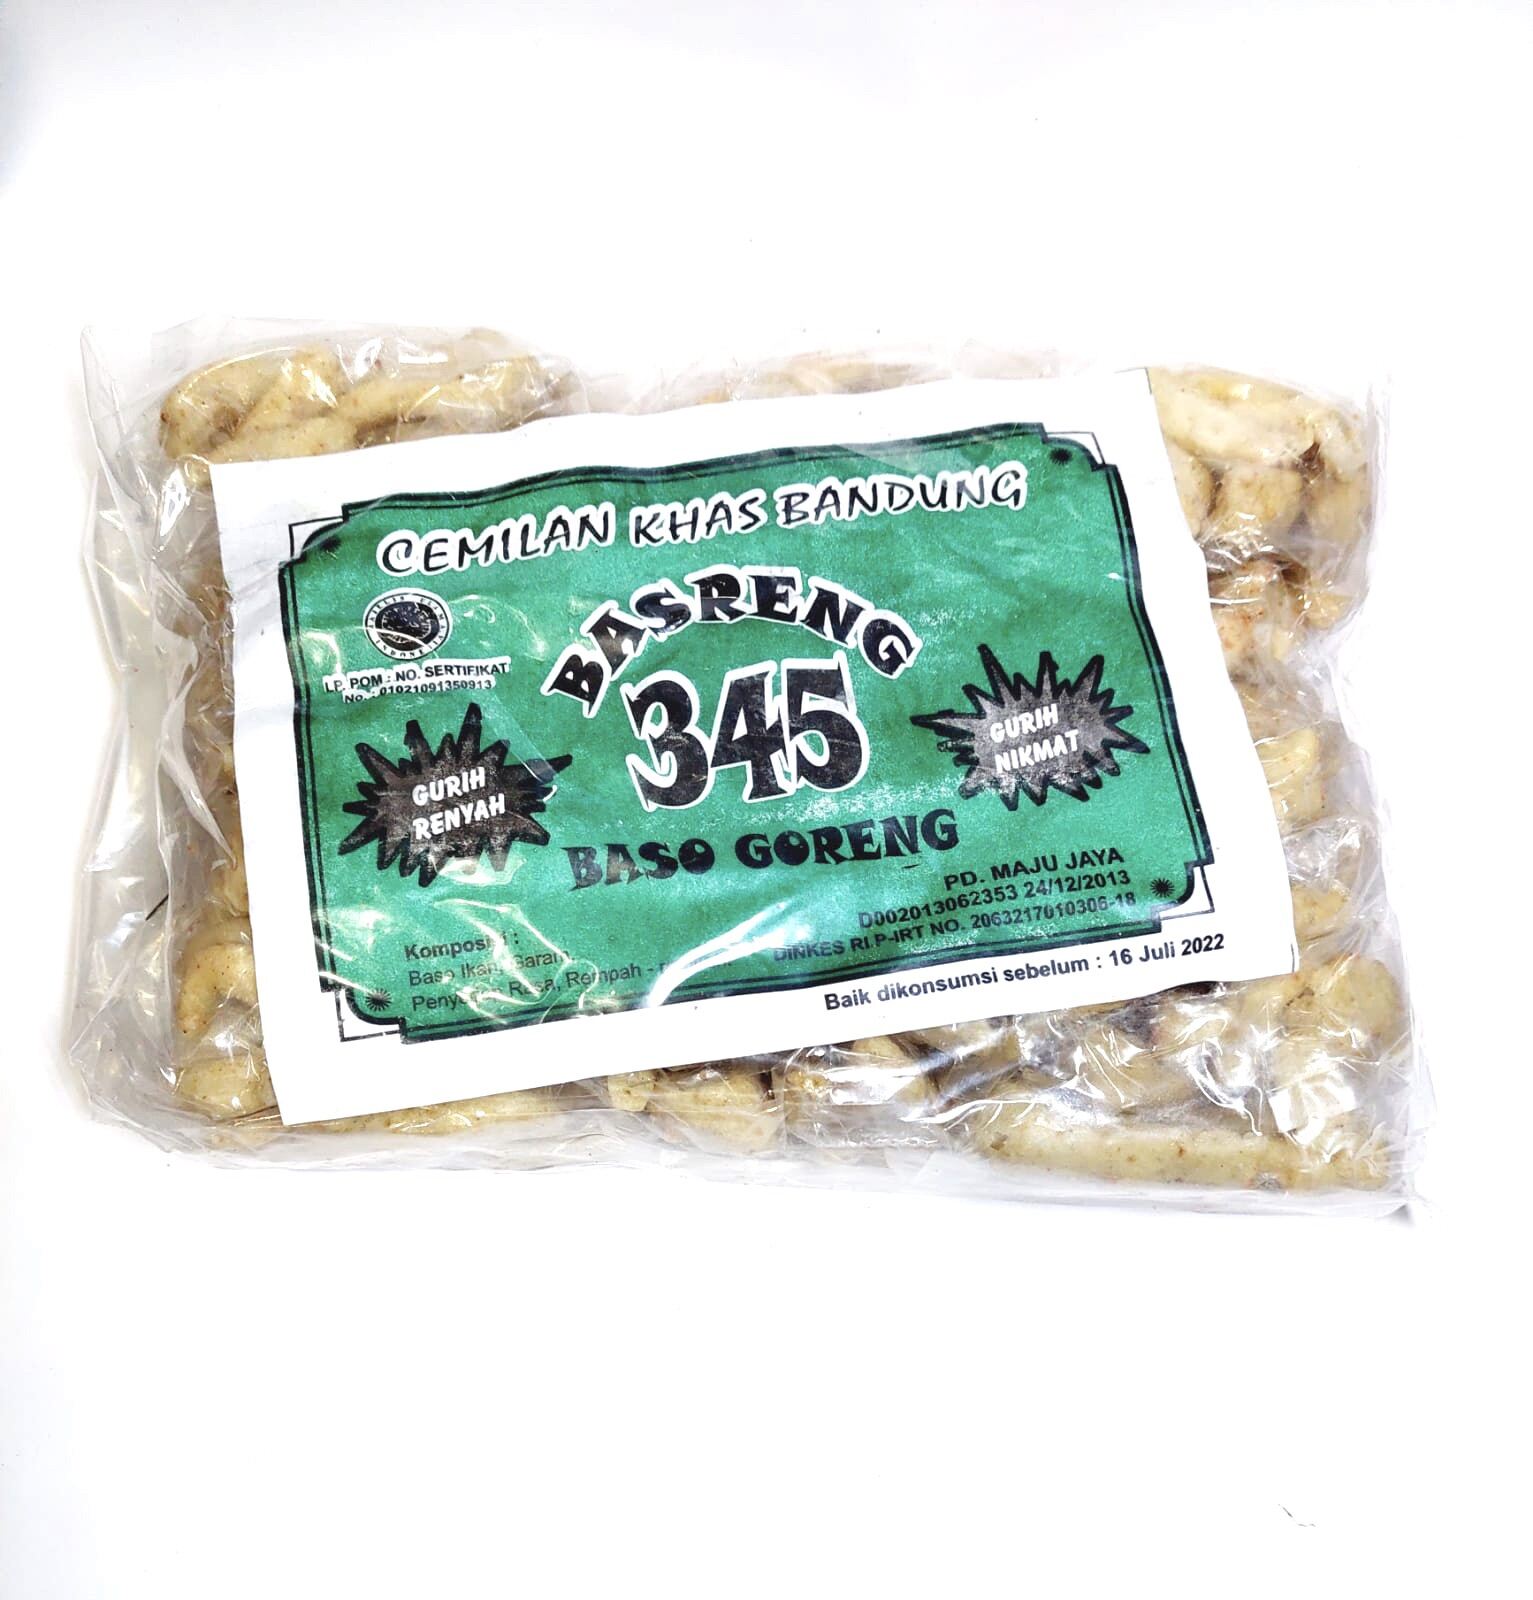 CEMILAN KHAS BANDUNG
BASRENG
345
BASO GORENG
LP. POM : NO. SERTIFIKAT
No. : 01021091350913
GURIH
RENYAH
GURIH
NIKMAT
PD. MAJU JAYA
D002013062353 24/12/2013
DINKES RI.P-IRT NO. 2063217010306-18
Baso Ikan, Garam,
Rasa, Rempah -
Baik dikonsumsi sebelum : 16 Juli 2022